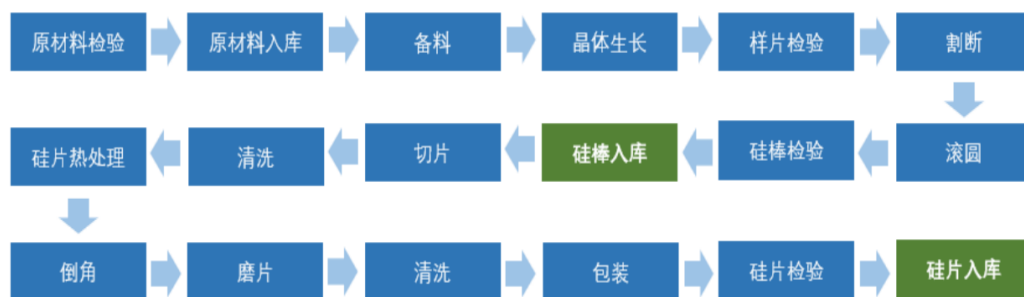 原材料检验
原材料入库
备料
晶体生长
样片检验
割断
滚圆
硅棒检验
硅棒入库
切片
清洗
硅片热处理
倒角
磨片
清洗
包装
硅片检验
硅片入库